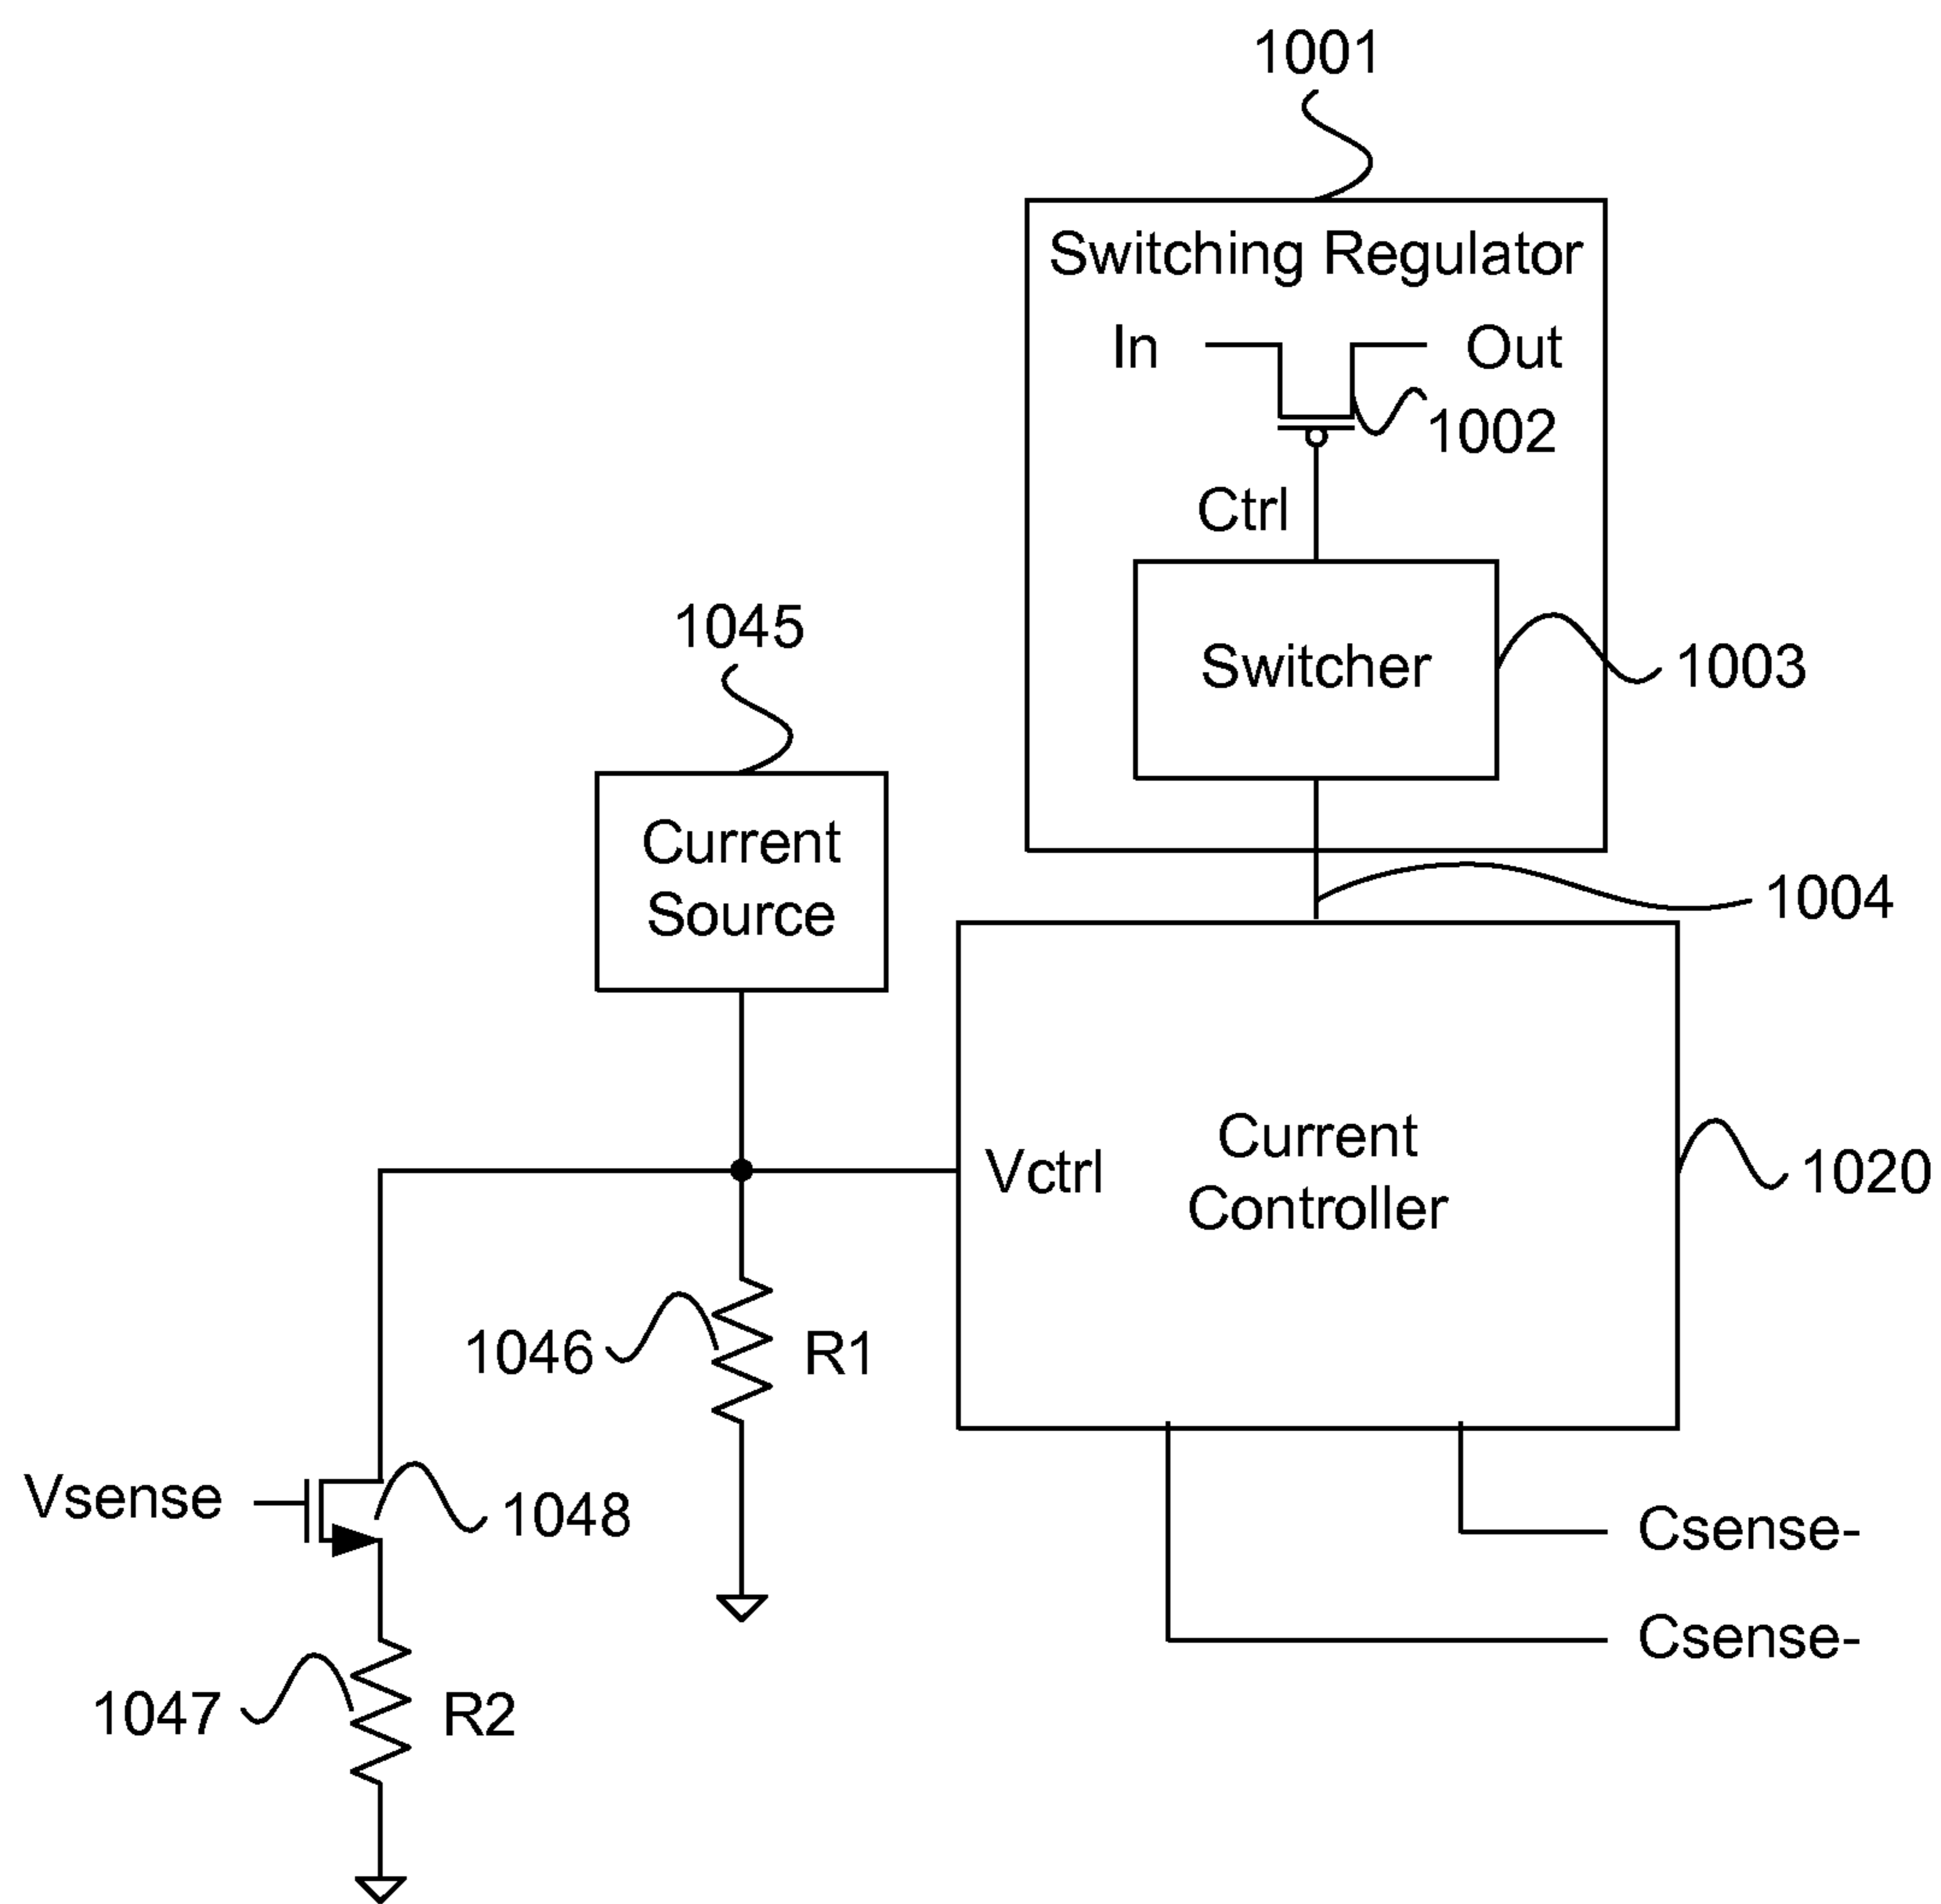 1001
Switching Regulator
In
Out
1002
Ctrl
1045
Switcher
1003
Current
Source
1004
Current
Controller
Vctrl
1020
1046
R1
Vsense
1048
Csense-
Csense-
1047
R2